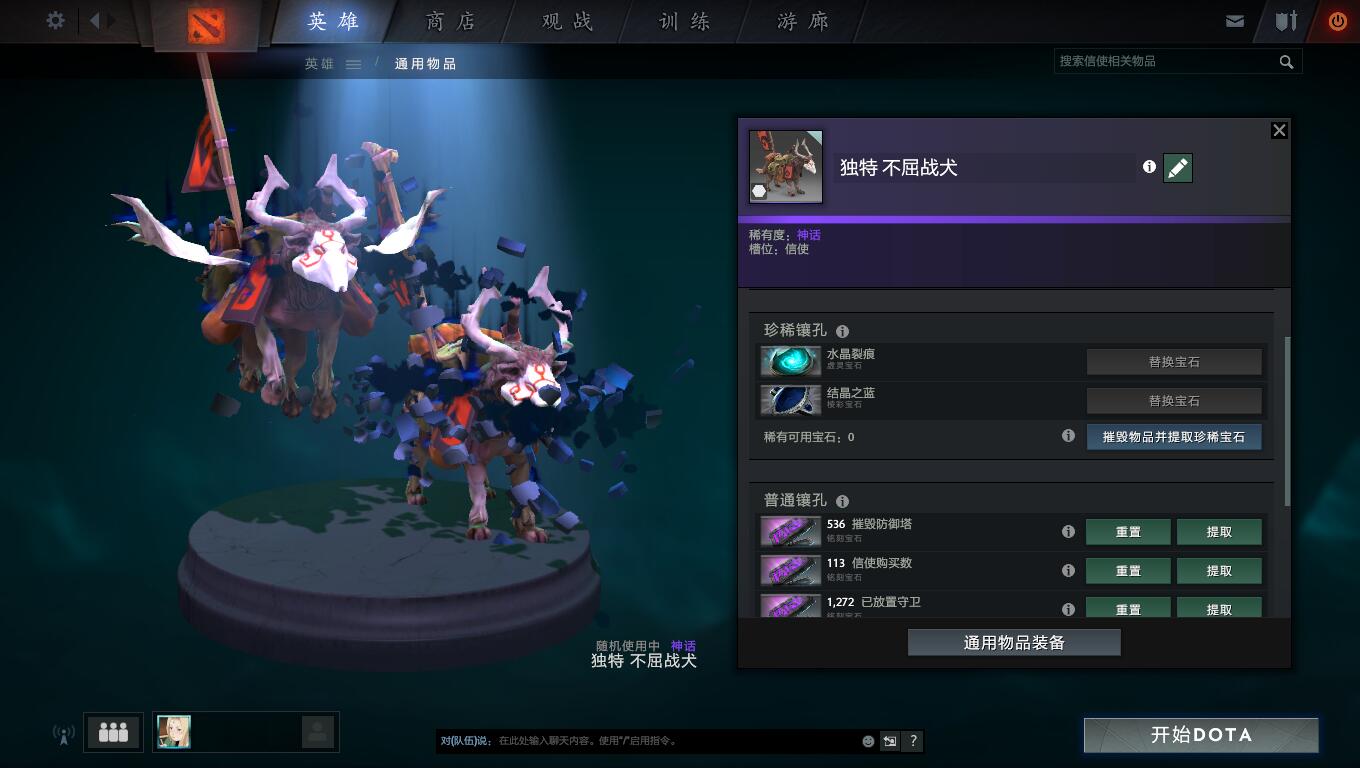 英雄
商店
观战
训练
游廊
英雄 / 通用物品
搜索信使相关物品
独特 不屈战犬
稀有度：神话
槽位：信使
珍稀镶孔
水晶裂痕
虚灵宝石
替换宝石
结晶之蓝
棱彩宝石
替换宝石
稀有可用宝石：0
摧毁物品并提取珍稀宝石
普通镶孔
536 摧毁防御塔
铭刻宝石
重置
提取
113 信使购买数
铭刻宝石
重置
提取
1,272 已放置守卫
铭刻宝石
重置
提取
通用物品装备
随机使用中 神话
独特 不屈战犬
对(队伍)说：在此处输入聊天内容。使用“/”启用指令。
?
开始DOTA